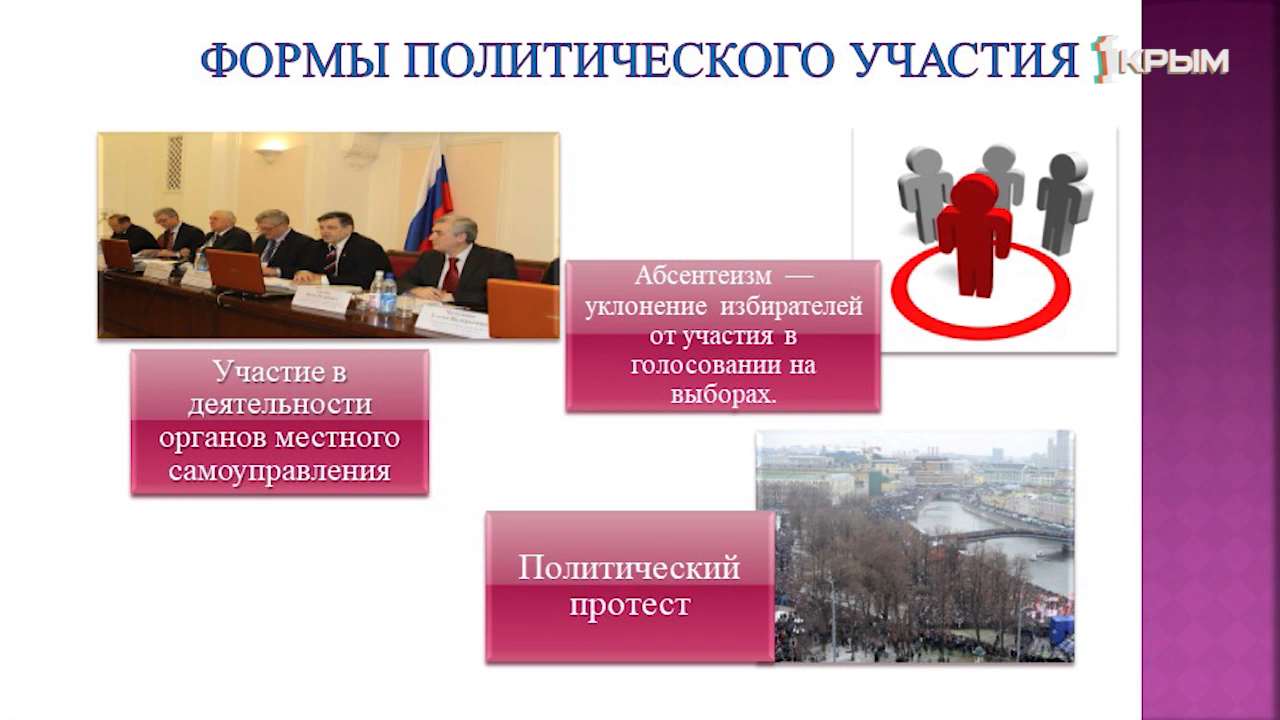 ФОРМЫ ПОЛИТИЧЕСКОГО УЧАСТИЯ
1КРЫМ
Абсентеизм —
уклонение избирателей
от участия в
голосовании на
выборах.
Участие в
деятельности
органов местного
самоуправления
Политический
протест